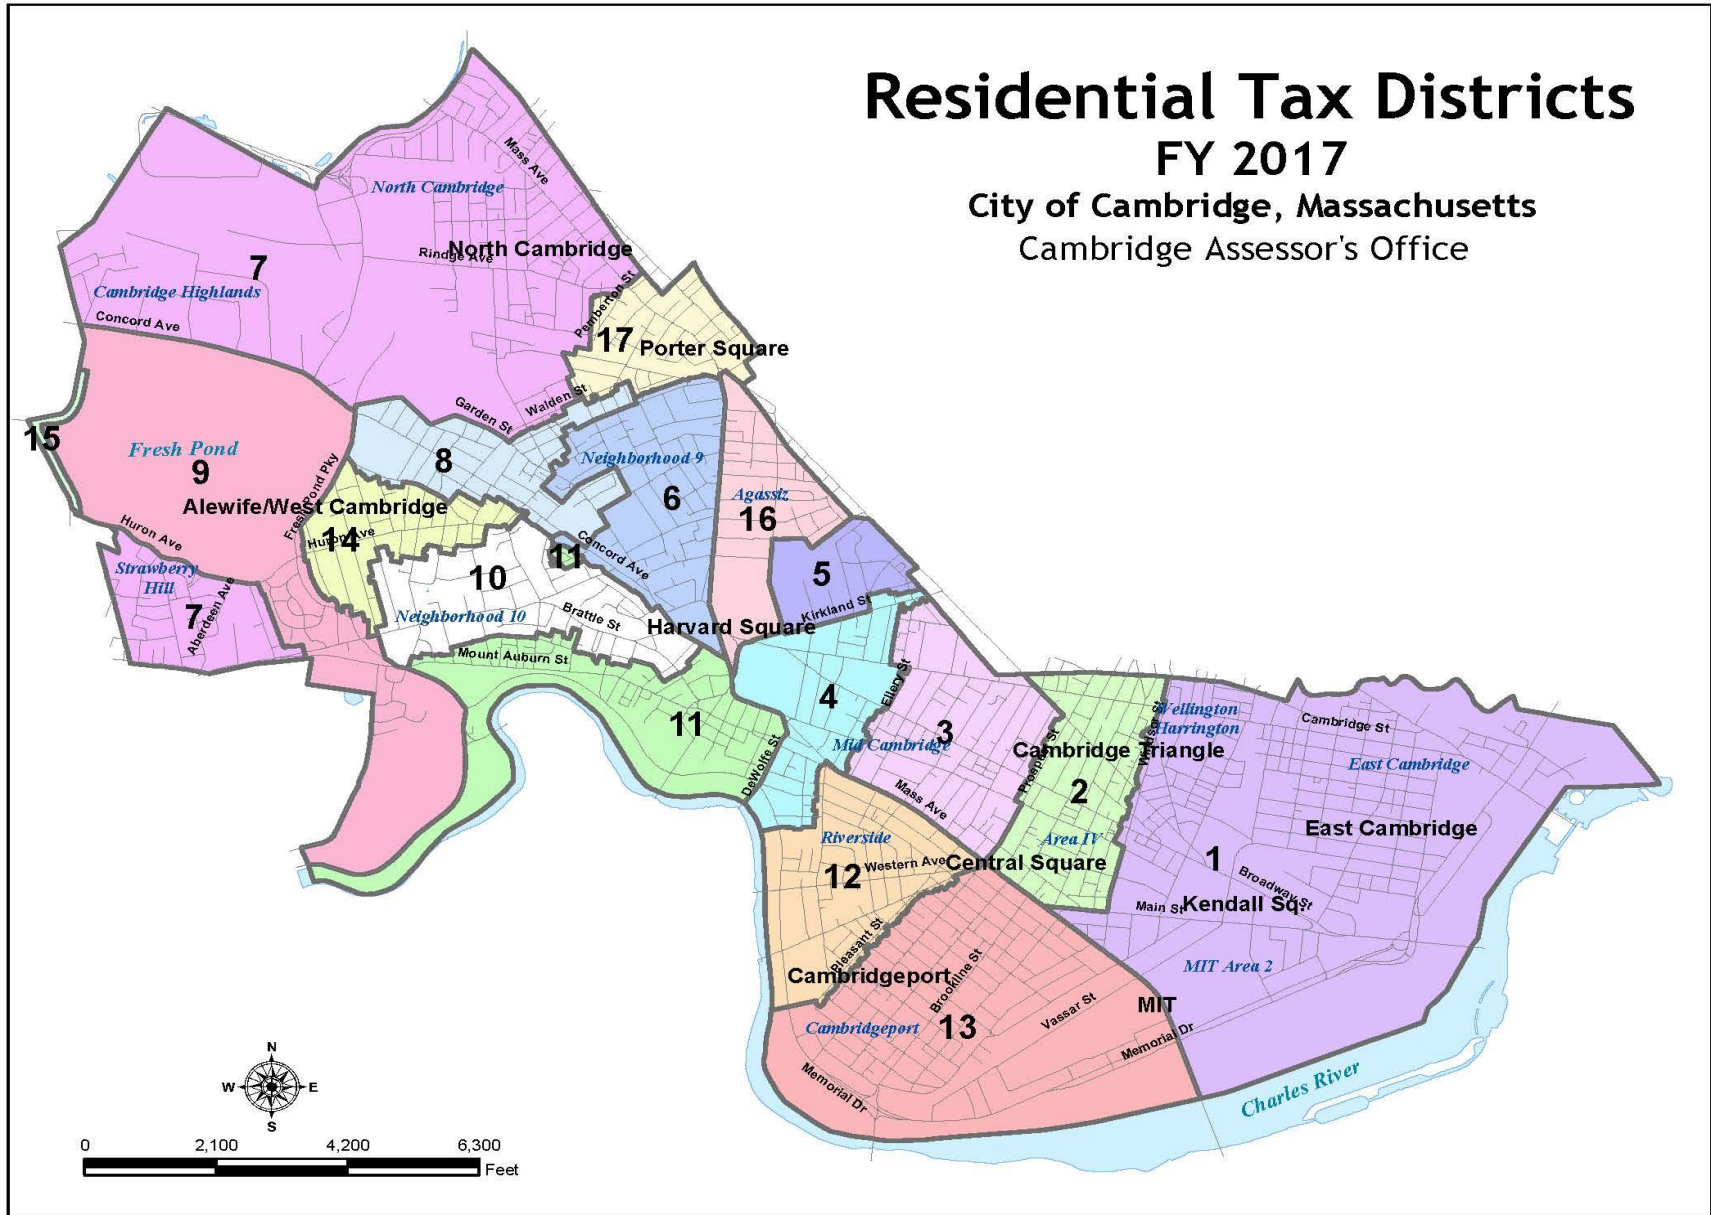 Residential Tax Districts
FY 2017
City of Cambridge, Massachusetts
Cambridge Assessor's Office
Mass Ave
North Cambridge
North Cambridge
Rindge Ave
7
Cambridge Highlands
Concord Ave
Pemberton St
17
Porter Square
Walden St
Garden St
15
Fresh Pond
9
8
Neighborhood 9
6
Agassiz
16
Fresh Pond Pky
Alewife/West Cambridge
Huron Ave
Huron Ave
14
11
Concord Ave
5
Strawberry
Hill
7
Aberdeen Ave
10
Neighborhood 10
Brattle St
Kirkland St
Harvard Square
Mount Auburn St
11
DeWolfe St
4
Ellery St
3
Mid Cambridge
Mass Ave
Prospect St
Cambridge Triangle
2
Area IV
Windsor St
Wellington
Harrington
Cambridge St
East Cambridge
East Cambridge
1
Broadway St
Main St
Kendall Sq.
MIT Area 2
Riverside
12
Western Ave
Central Square
Pleasant St
Cambridgeport
Brookline St
Cambridgeport
13
Vassar St
MIT
Memorial Dr
Memorial Dr
Charles River
N
W E
S
0 2,100 4,200 6,300
Feet